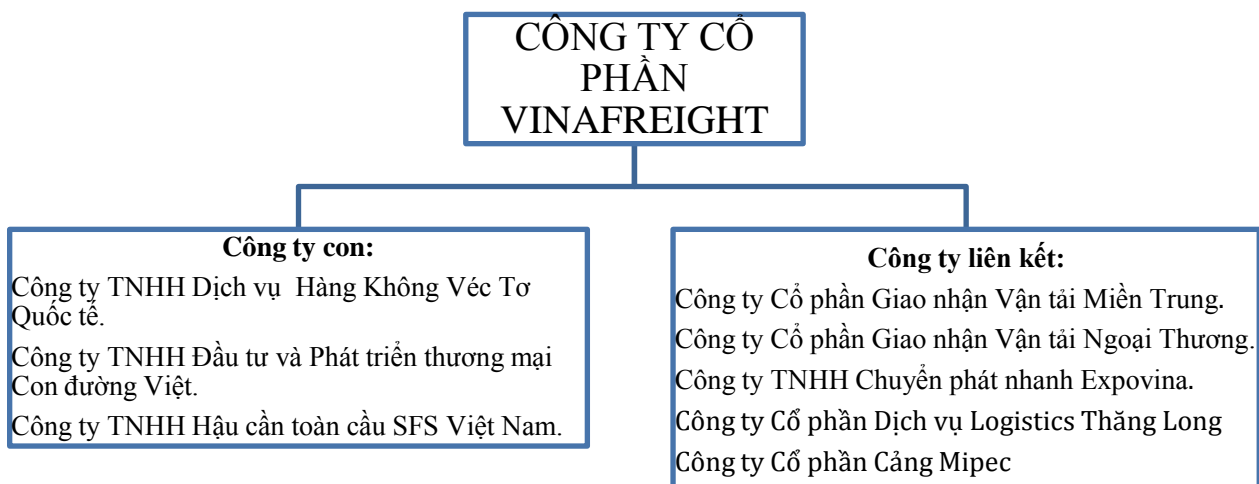 CÔNG TY CỔ
PHẦN
VINAFREIGHT
Công ty con:
Công ty TNHH Dịch vụ Hàng Không Véc Tơ
Quốc tế.
Công ty TNHH Đầu tư và Phát triển thương mại
Con đường Việt.
Công ty TNHH Hậu cần toàn cầu SFS Việt Nam.
Công ty liên kết:
Công ty Cổ phần Giao nhận Vận tải Miền Trung.
Công ty Cổ phần Giao nhận Vận tải Ngoại Thương.
Công ty TNHH Chuyển phát nhanh Expovina.
Công ty Cổ phần Dịch vụ Logistics Thăng Long
Công ty Cổ phần Cảng Mipec